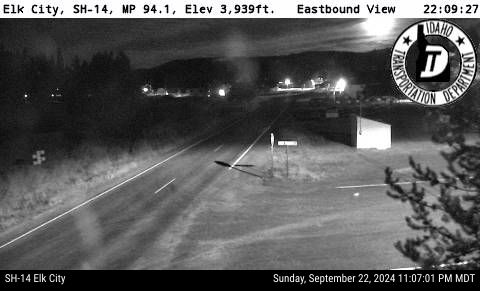 Elk City, SH-14, MP 94.1, Elev 3,939ft. Eastbound View 22:09:27
IDAHO
TRANSPORTATION DEPARTMENT
SH-14 Elk City Sunday, September 22, 2024 11:07:01 PM MDT